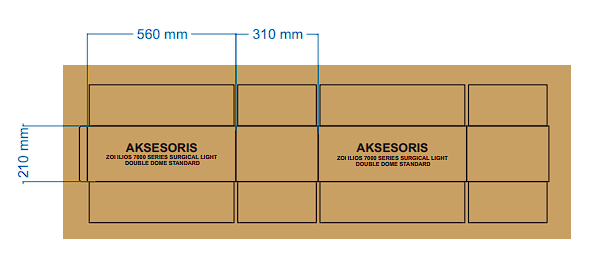 560 mm
310 mm
210 mm
AKSESORIS
ZOI ILIOS 7000 SERIES SURGICAL LIGHT
DOUBLE DOME STANDARD
AKSESORIS
ZOI ILIOS 7000 SERIES SURGICAL LIGHT
DOUBLE DOME STANDARD